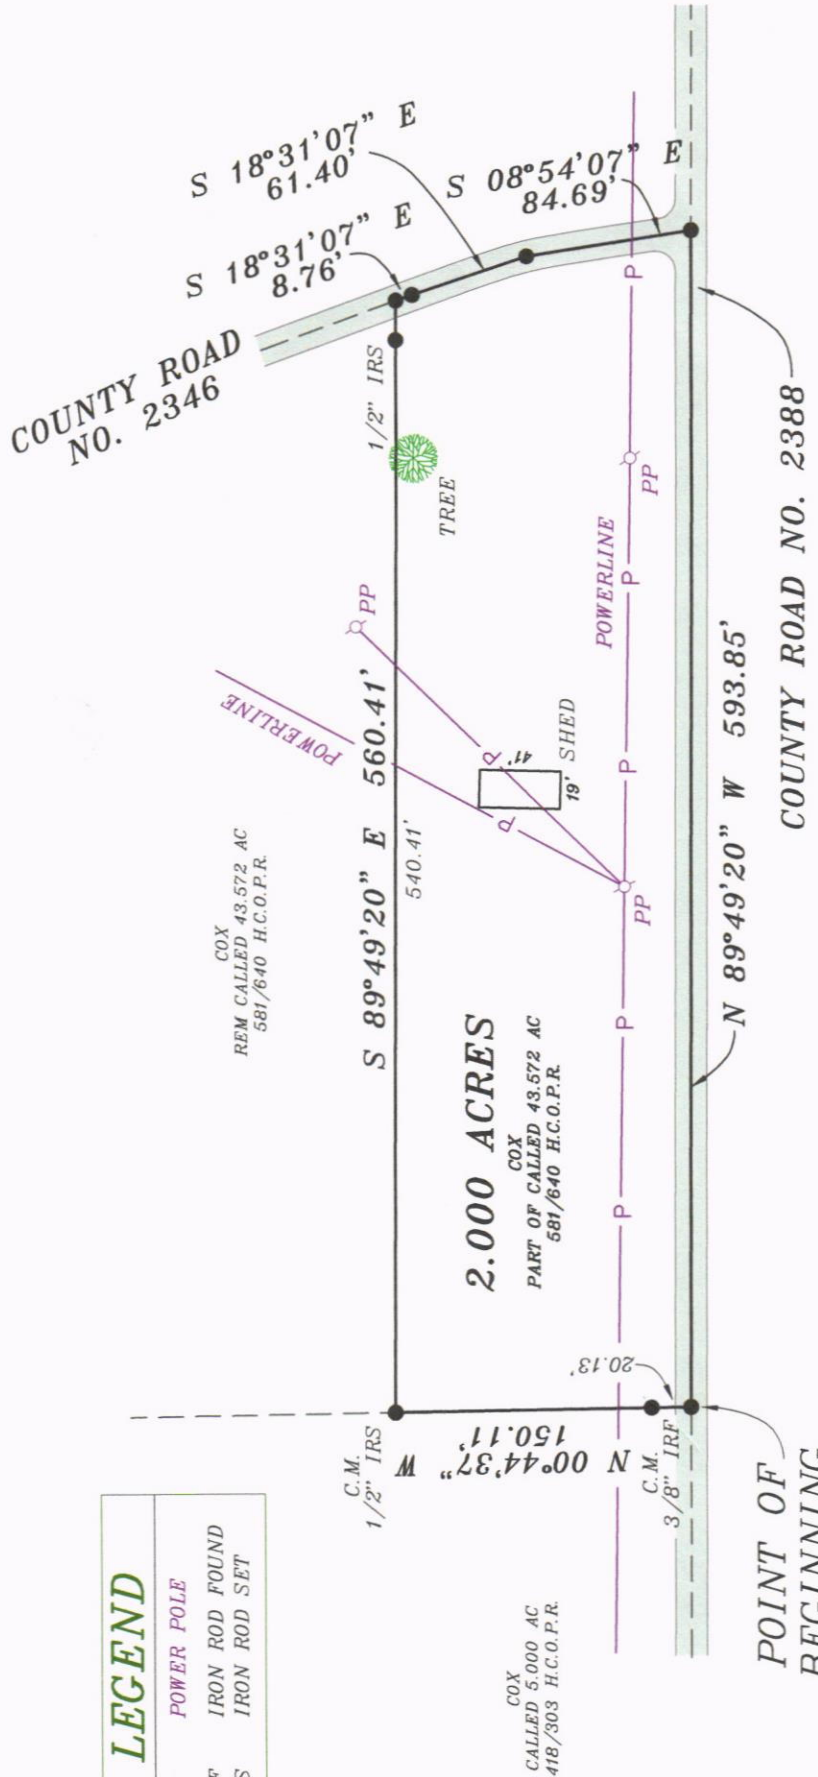 LEGEND
POWER POLE
IRON ROD FOUND
IRON ROD SET
COUNTY ROAD
NO. 2346
S 18°31'07" E
8.76'
S 18°31'07" E
61.40'
S 08°54'07" E
84.69'
1/2" IRS
TREE
PP
POWERLINE
COX
REM CALLED 43.572 AC
581/640 H.C.O.P.R.
S 89°49'20" E 560.41'
540.41'
P
P
41'
19'
SHED
POWERLINE
P
PP
P
P
PP
P
P
2.000 ACRES
COX
PART OF CALLED 43.572 AC
581/640 H.C.O.P.R.
N 89°49'20" W 593.85'
COUNTY ROAD NO. 2388
C.M.
1/2" IRS
N 00°44'37" W
150.11'
20.13'
C.M.
3/8" IRF
COX
CALLED 5.000 AC
418/303 H.C.O.P.R.
POINT OF
BEGINNING